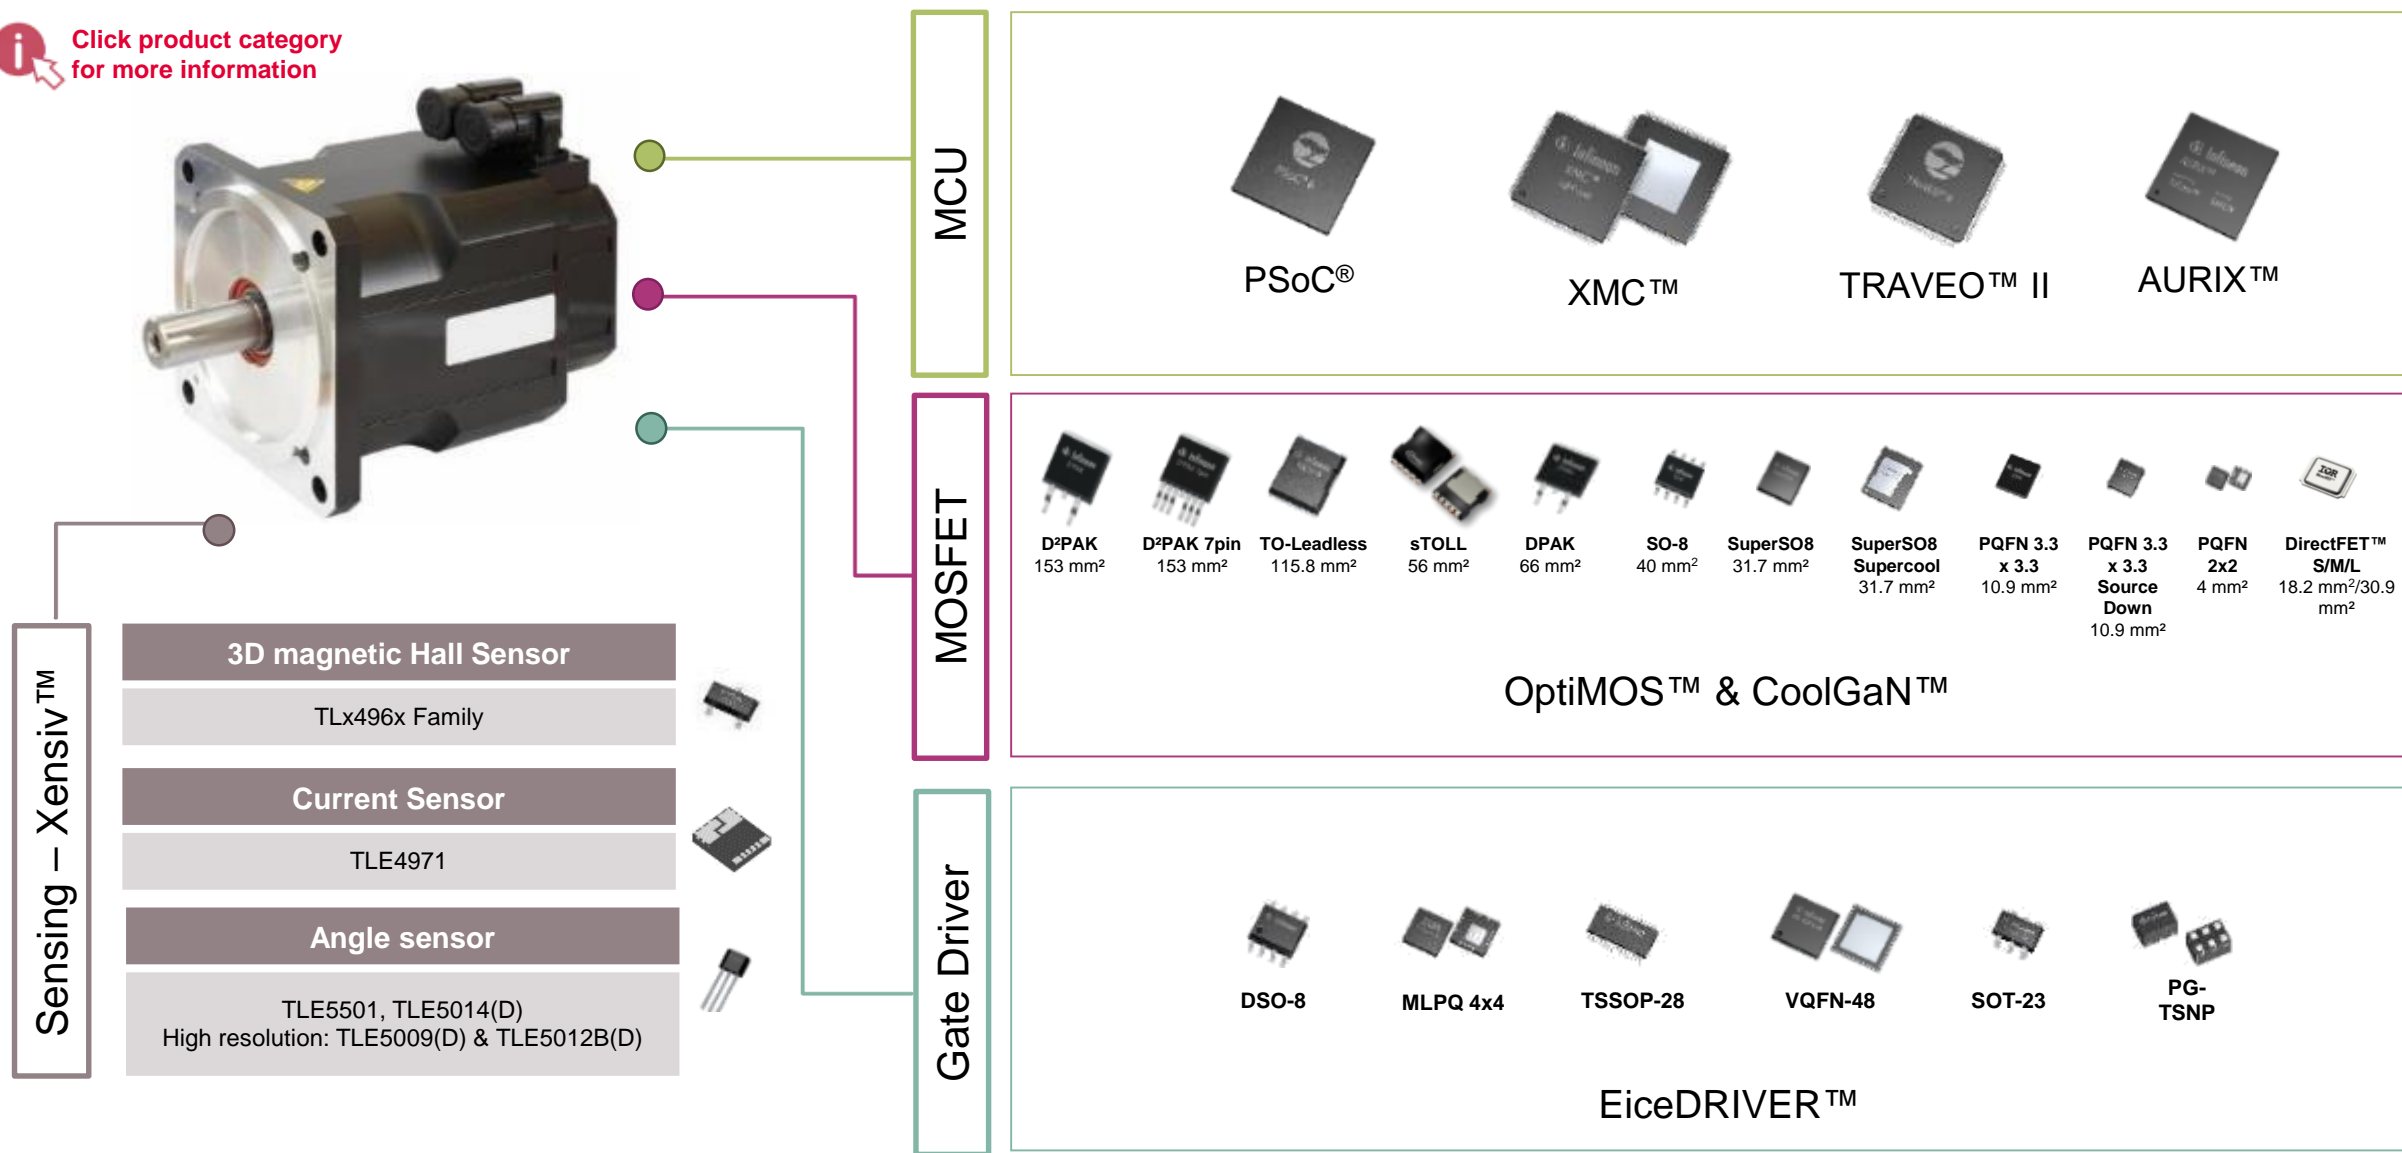 Click product category
for more information
MCU
PSoC®
XMC™
TRAVEO™ II
AURIX™
MOSFET
D²PAK
153 mm²
D²PAK 7pin
153 mm²
TO-Leadless
115.8 mm²
sTOLL
56 mm²
DPAK
66 mm²
SO-8
40 mm²
SuperSO8
31.7 mm²
SuperSO8
Supercool
31.7 mm²
PQFN 3.3
x 3.3
10.9 mm²
PQFN 3.3
x 3.3
Source
Down
10.9 mm²
PQFN
2x2
4 mm²
DirectFET™
S/M/L
18.2 mm²/30.9
mm²
OptiMOS™ & CoolGaN™
Sensing – Xensiv™
3D magnetic Hall Sensor
TLx496x Family
Current Sensor
TLE4971
Angle sensor
TLE5501, TLE5014(D)
High resolution: TLE5009(D) & TLE5012B(D)
Gate Driver
DSO-8
MLPQ 4x4
TSSOP-28
VQFN-48
SOT-23
PG-
TSNP
EiceDRIVER™